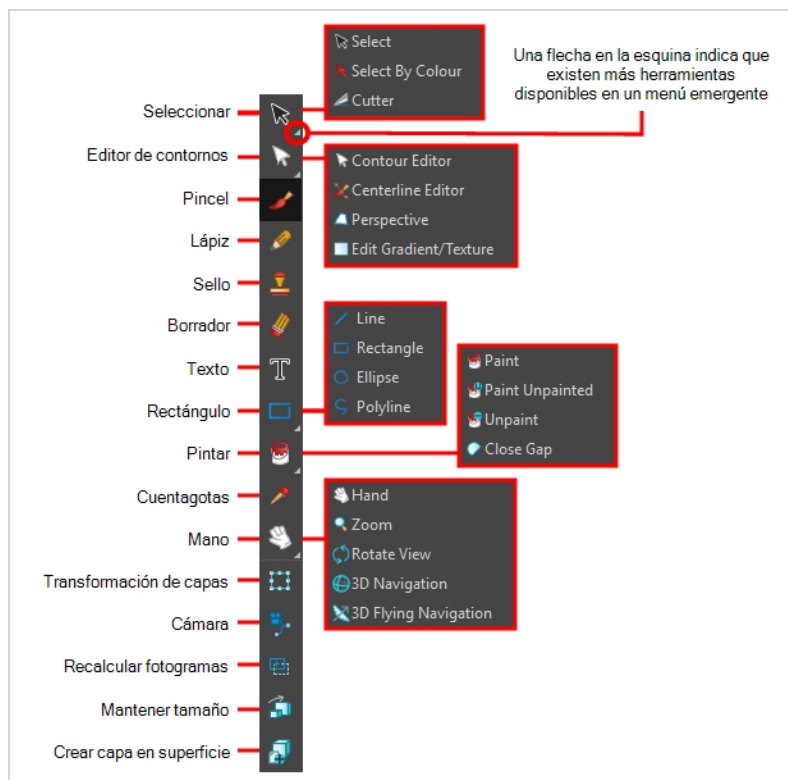 Select
Select By Colour
Cutter
Una flecha en la esquina indica que
existen más herramientas
disponibles en un menú emergente
Seleccionar
Editor de contornos
Contour Editor
Centerline Editor
Perspective
Edit Gradient/Texture
Pincel
Lápiz
Sello
Borrador
Texto
Rectángulo
Line
Rectangle
Ellipse
Polyline
Pintar
Paint
Paint Unpainted
Unpaint
Close Gap
Cuentagotas
Mano
Hand
Zoom
Rotate View
3D Navigation
3D Flying Navigation
Transformación de capas
Cámara
Recalcular fotogramas
Mantener tamaño
Crear capa en superficie